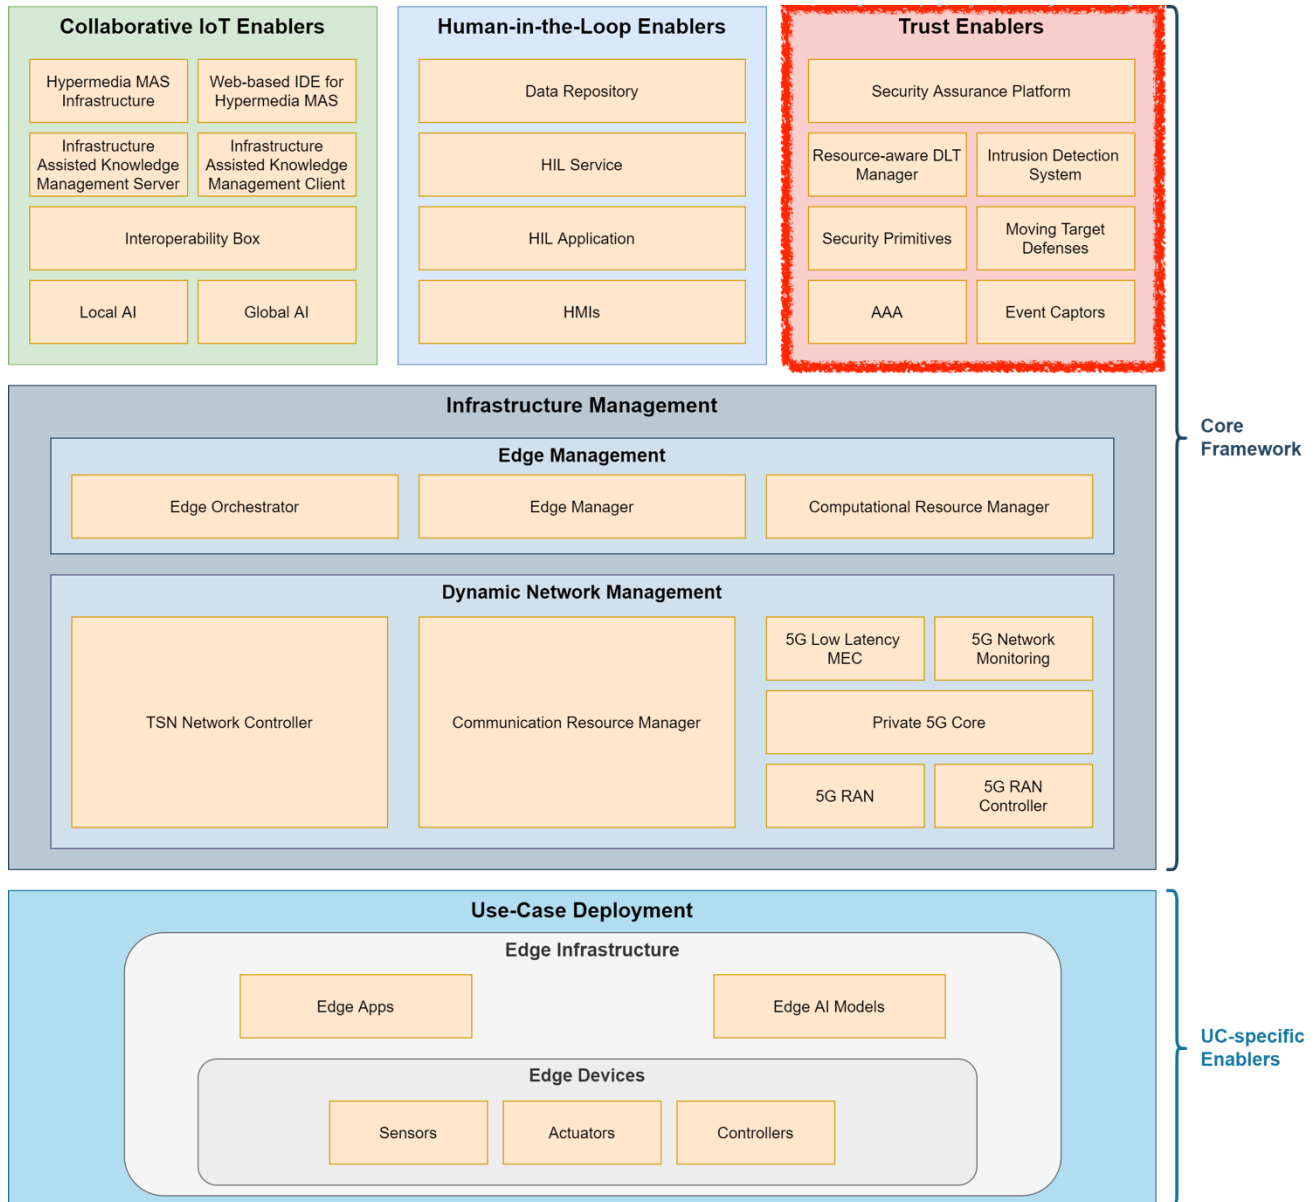 Collaborative IoT Enablers
Hypermedia MAS
Infrastructure
Web-based IDE for
Hypermedia MAS
Infrastructure
Assisted Knowledge
Management Server
Infrastructure
Assisted Knowledge
Management Client
Interoperability Box
Local AI
Global AI
Human-in-the-Loop Enablers
Data Repository
HIL Service
HIL Application
HMIs
Trust Enablers
Security Assurance Platform
Resource-aware DLT
Manager
Intrusion Detection
System
Security Primitives
Moving Target
Defenses
AAA
Event Captors
Infrastructure Management
Edge Management
Edge Orchestrator
Edge Manager
Computational Resource Manager
Dynamic Network Management
TSN Network Controller
Communication Resource Manager
5G Low Latency
MEC
5G Network
Monitoring
Private 5G Core
5G RAN
5G RAN
Controller
Core
Framework
Use-Case Deployment
Edge Infrastructure
Edge Apps
Edge AI Models
Edge Devices
Sensors
Actuators
Controllers
UC-specific
Enablers